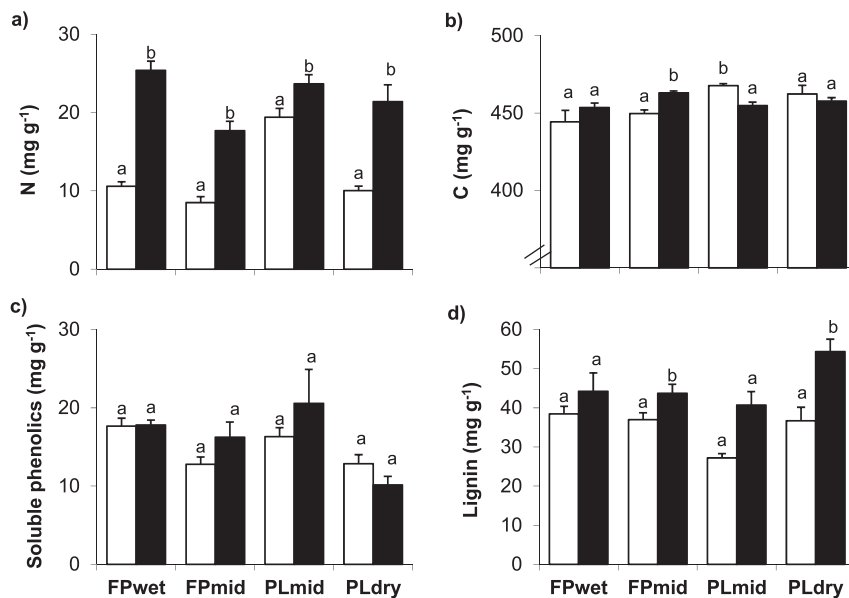 a)
N (mg g⁻¹)
30
20
10
0
a b
a b
a b
a b
b)
C (mg g⁻¹)
500
450
400
a a
a b
b a
a a
c)
Soluble phenolics (mg g⁻¹)
30
20
10
0
a a
a a
a a
a a
FPwet FPmid PLmid PLdry
d)
Lignin (mg g⁻¹)
60
50
40
30
20
10
0
a a
a b
a a
a b
FPwet FPmid PLmid PLdry